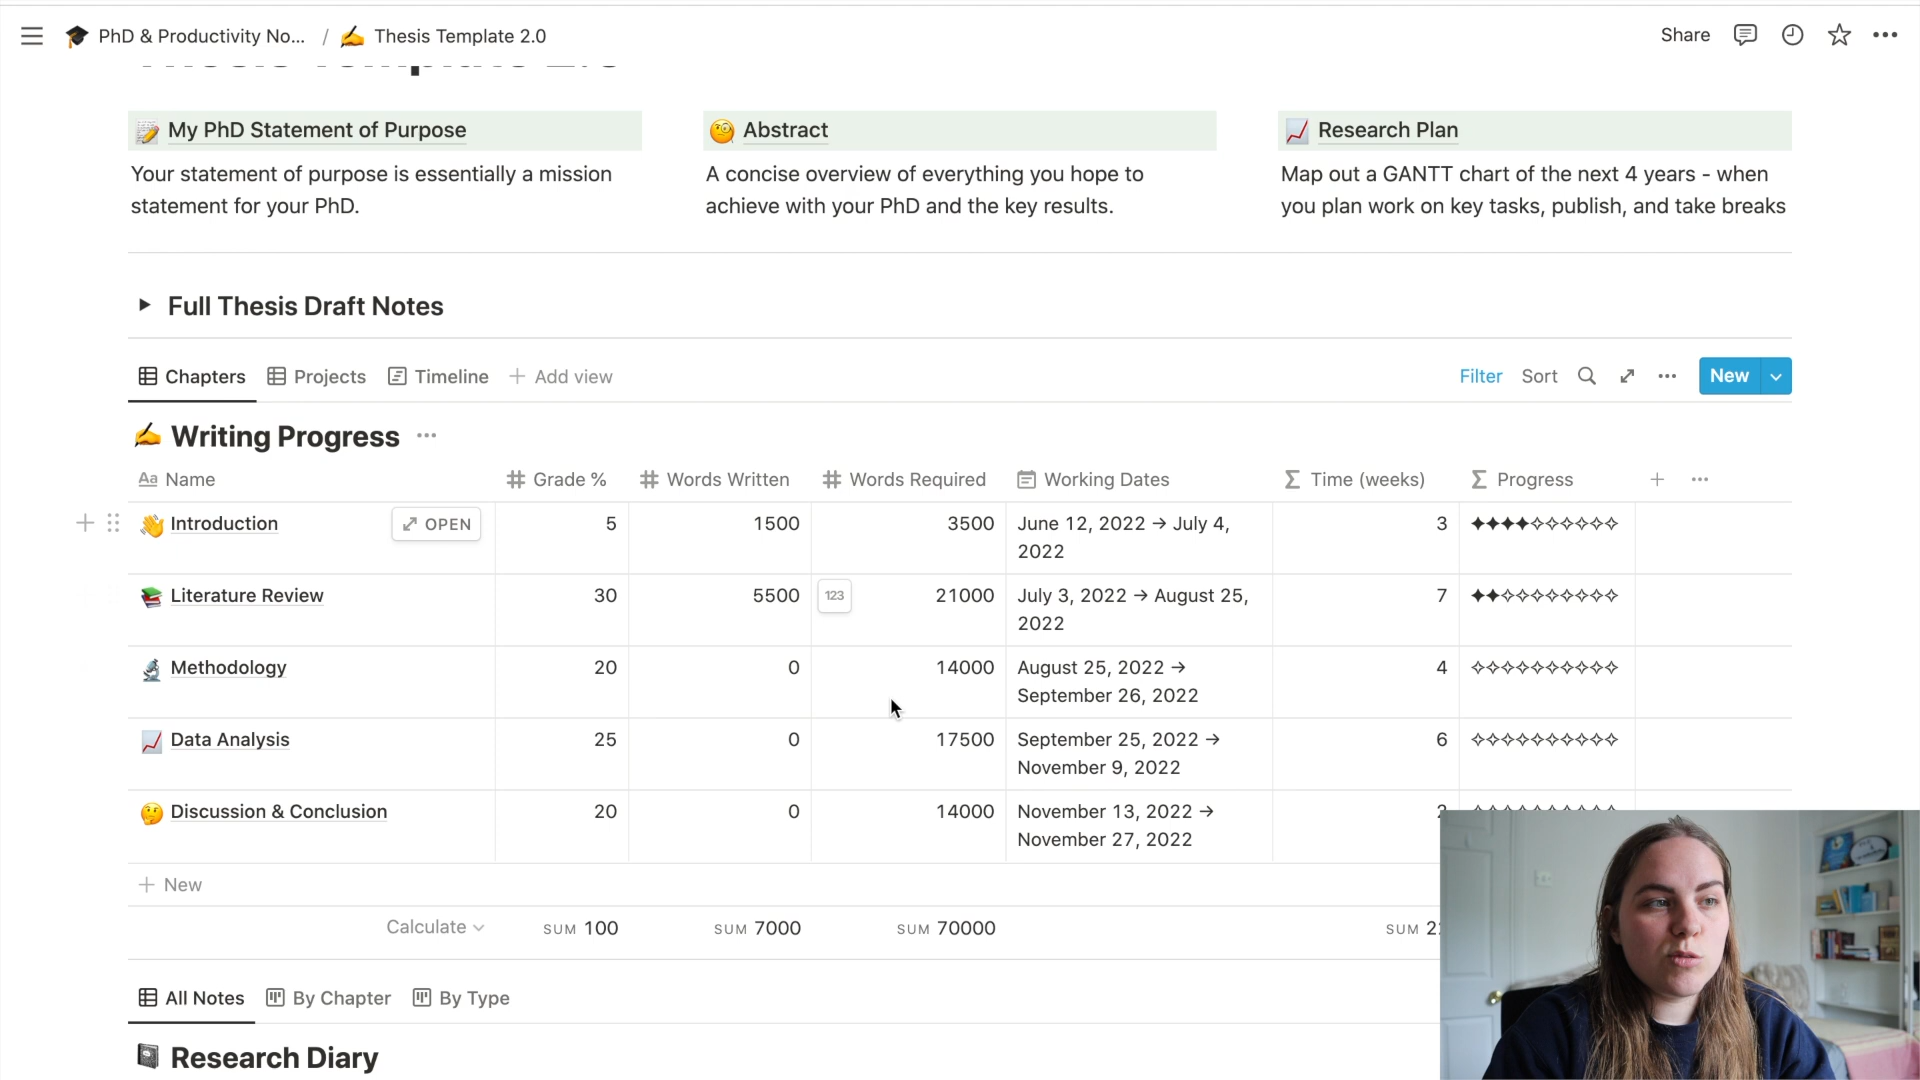 PhD & Productivity No... / Thesis Template 2.0
Share
My PhD Statement of Purpose
Your statement of purpose is essentially a mission
statement for your PhD.
Abstract
A concise overview of everything you hope to
achieve with your PhD and the key results.
Research Plan
Map out a GANTT chart of the next 4 years - when
you plan work on key tasks, publish, and take breaks
Full Thesis Draft Notes
Chapters Projects Timeline + Add view
Filter Sort New
Writing Progress
Aa Name # Grade % # Words Written # Words Required Working Dates Σ Time (weeks) Σ Progress
Introduction OPEN 5 1500 3500 June 12, 2022 → July 4, 3 ✦✦✦✦✧✧✧✧✧✧
2022
Literature Review 30 5500 123 21000 July 3, 2022 → August 25, 7 ✦✦✧✧✧✧✧✧✧✧
2022
Methodology 20 0 14000 August 25, 2022 → 4 ✧✧✧✧✧✧✧✧✧✧
September 26, 2022
Data Analysis 25 0 17500 September 25, 2022 → 6 ✧✧✧✧✧✧✧✧✧✧
November 9, 2022
Discussion & Conclusion 20 0 14000 November 13, 2022 →
November 27, 2022
+ New
Calculate SUM 100 SUM 7000 SUM 70000 SUM
All Notes By Chapter By Type
Research Diary